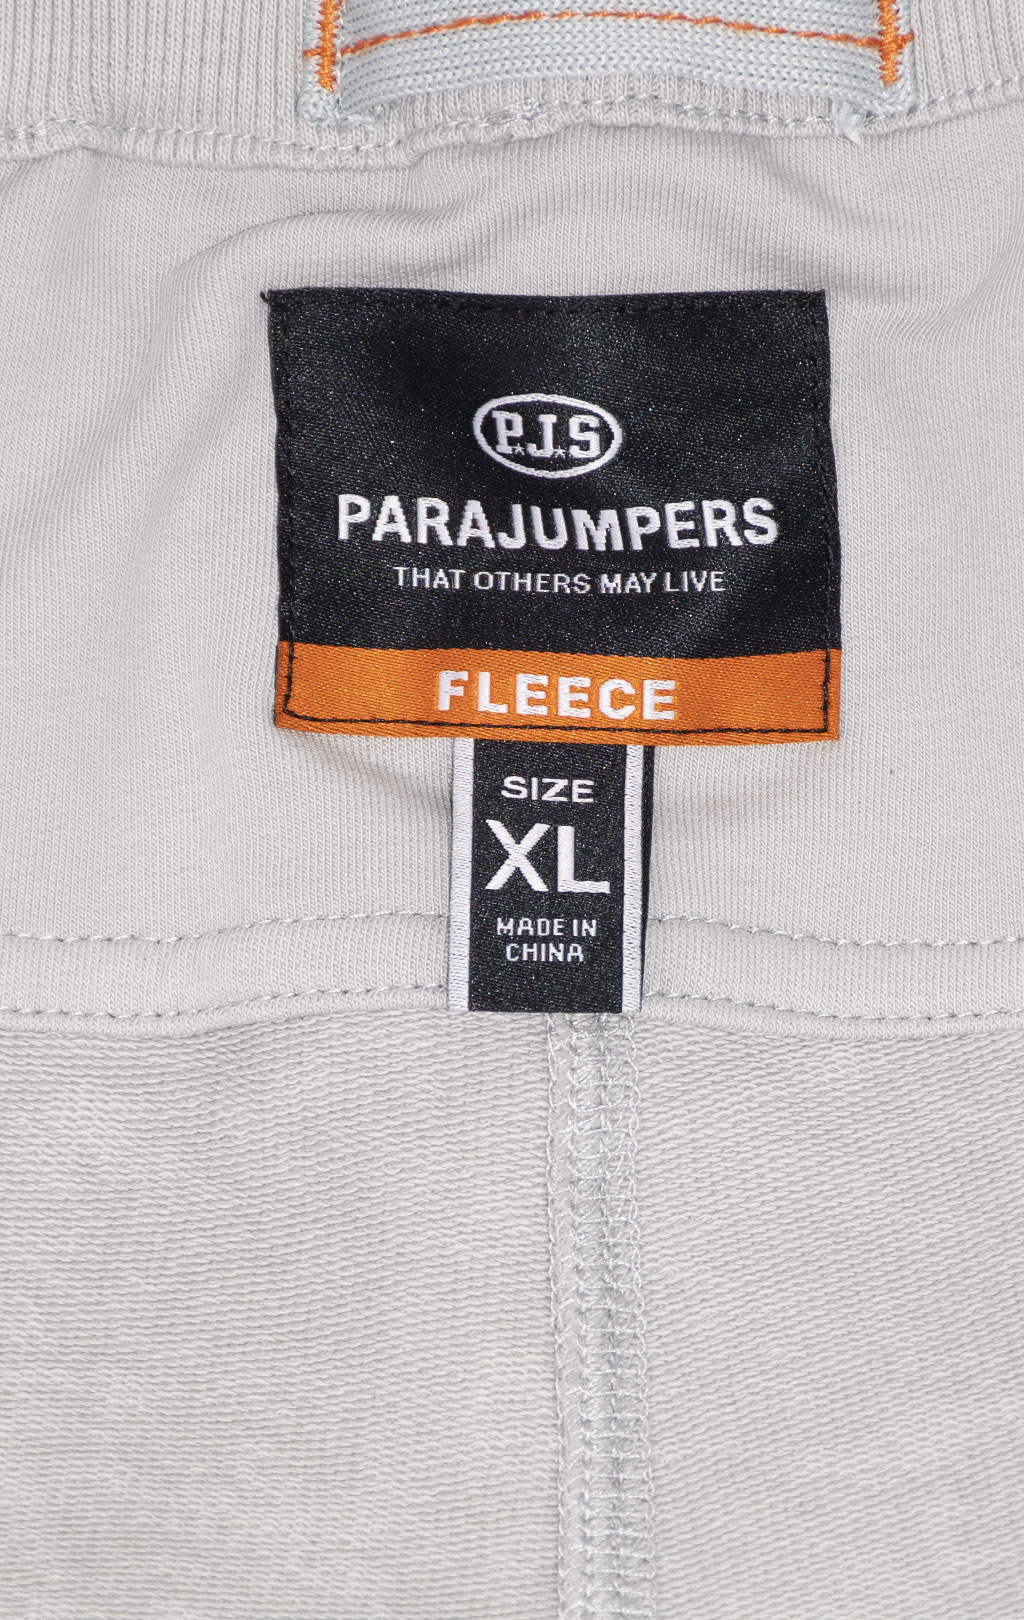 P.J.S
PARAJUMPERS
THAT OTHERS MAY LIVE
FLEECE
SIZE
XL
MADE IN
CHINA